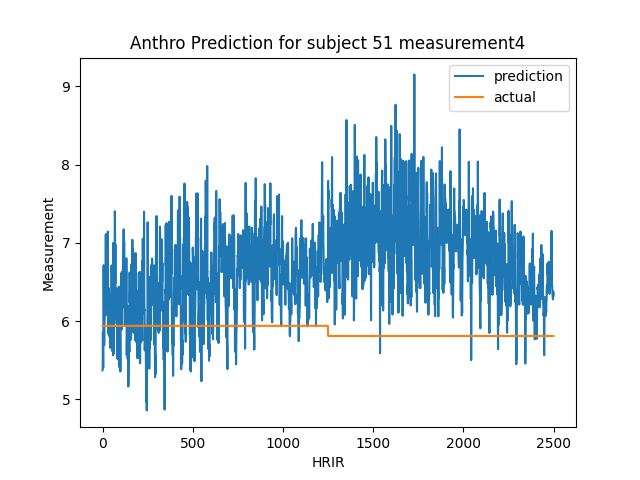 Anthro Prediction for subject 51 measurement4
prediction
actual
Measurement
9
8
7
6
5
0
500
1000
1500
2000
2500
HRIR